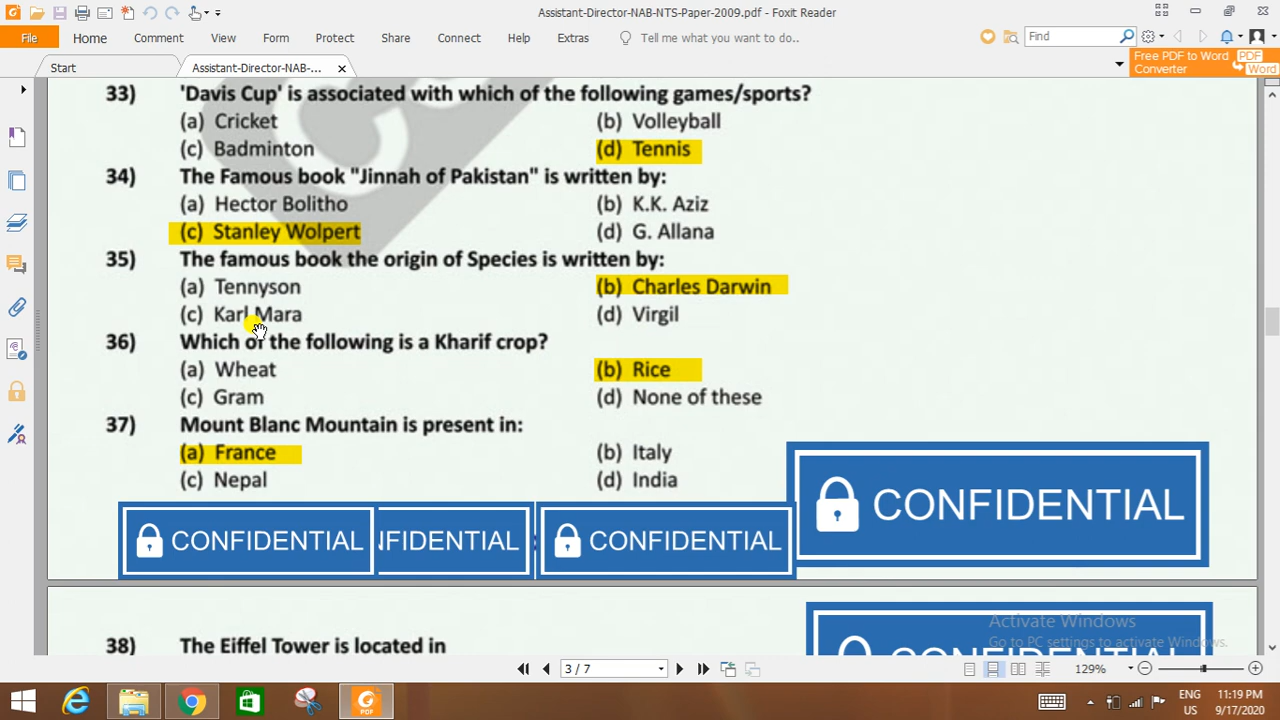 Assistant-Director-NAB-NTS-Paper-2009.pdf - Foxit Reader
File Home Comment View Form Protect Share Connect Help Extras Tell me what you want to do.. Find
Start Assistant-Director-NAB-... Free PDF to Word Converter PDF Word
33) 'Davis Cup' is associated with which of the following games/sports?
(a) Cricket (b) Volleyball
(c) Badminton (d) Tennis
34) The Famous book "Jinnah of Pakistan" is written by:
(a) Hector Bolitho (b) K.K. Aziz
(c) Stanley Wolpert (d) G. Allana
35) The famous book the origin of Species is written by:
(a) Tennyson (b) Charles Darwin
(c) Karl Mara (d) Virgil
36) Which of the following is a Kharif crop?
(a) Wheat (b) Rice
(c) Gram (d) None of these
37) Mount Blanc Mountain is present in:
(a) France (b) Italy
(c) Nepal (d) India
CONFIDENTIAL
CONFIDENTIAL NFIDENTIAL CONFIDENTIAL
Activate Windows
Go to PC settings to activate Windows.
38) The Eiffel Tower is located in
3 / 7 129%
PDF ENG 11:19 PM
US 9/17/2020